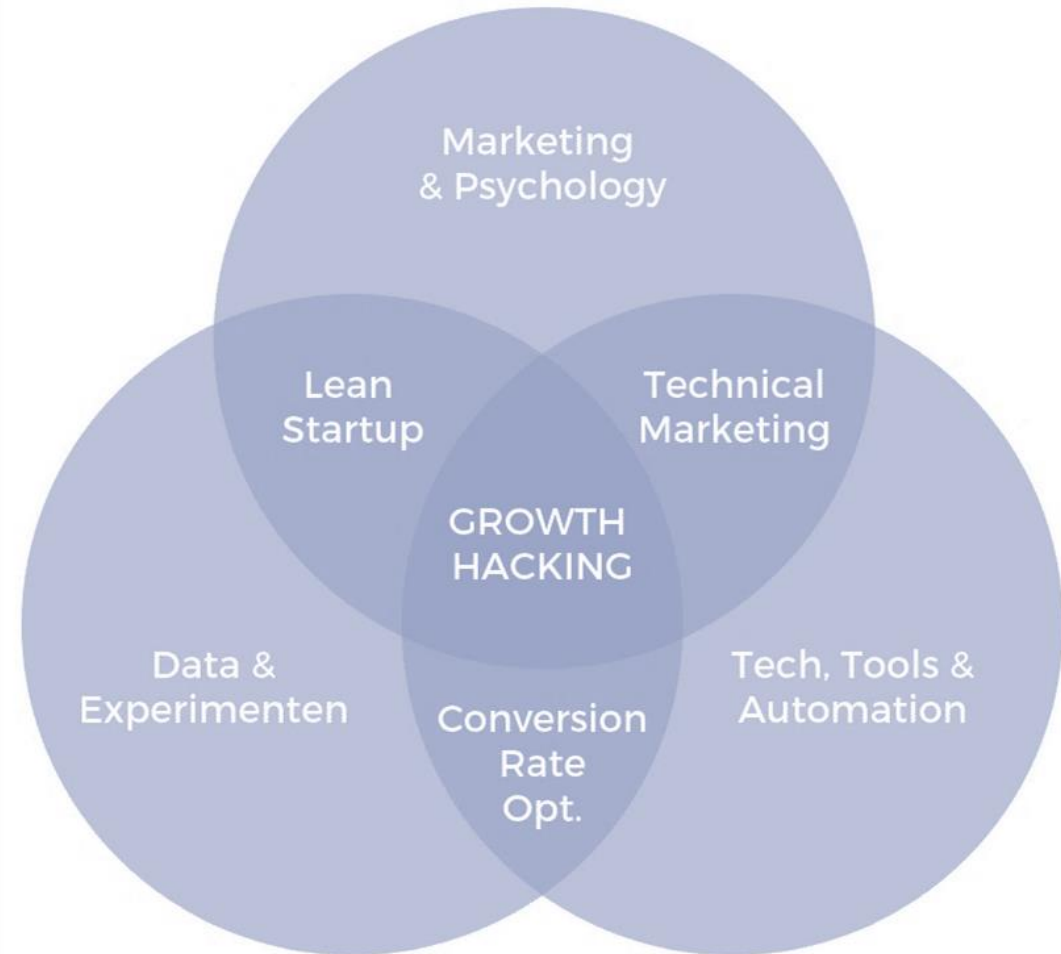 Marketing
& Psychology
Lean
Startup
Technical
Marketing
GROWTH
HACKING
Data &
Experimenten
Tech, Tools &
Automation
Conversion
Rate
Opt.